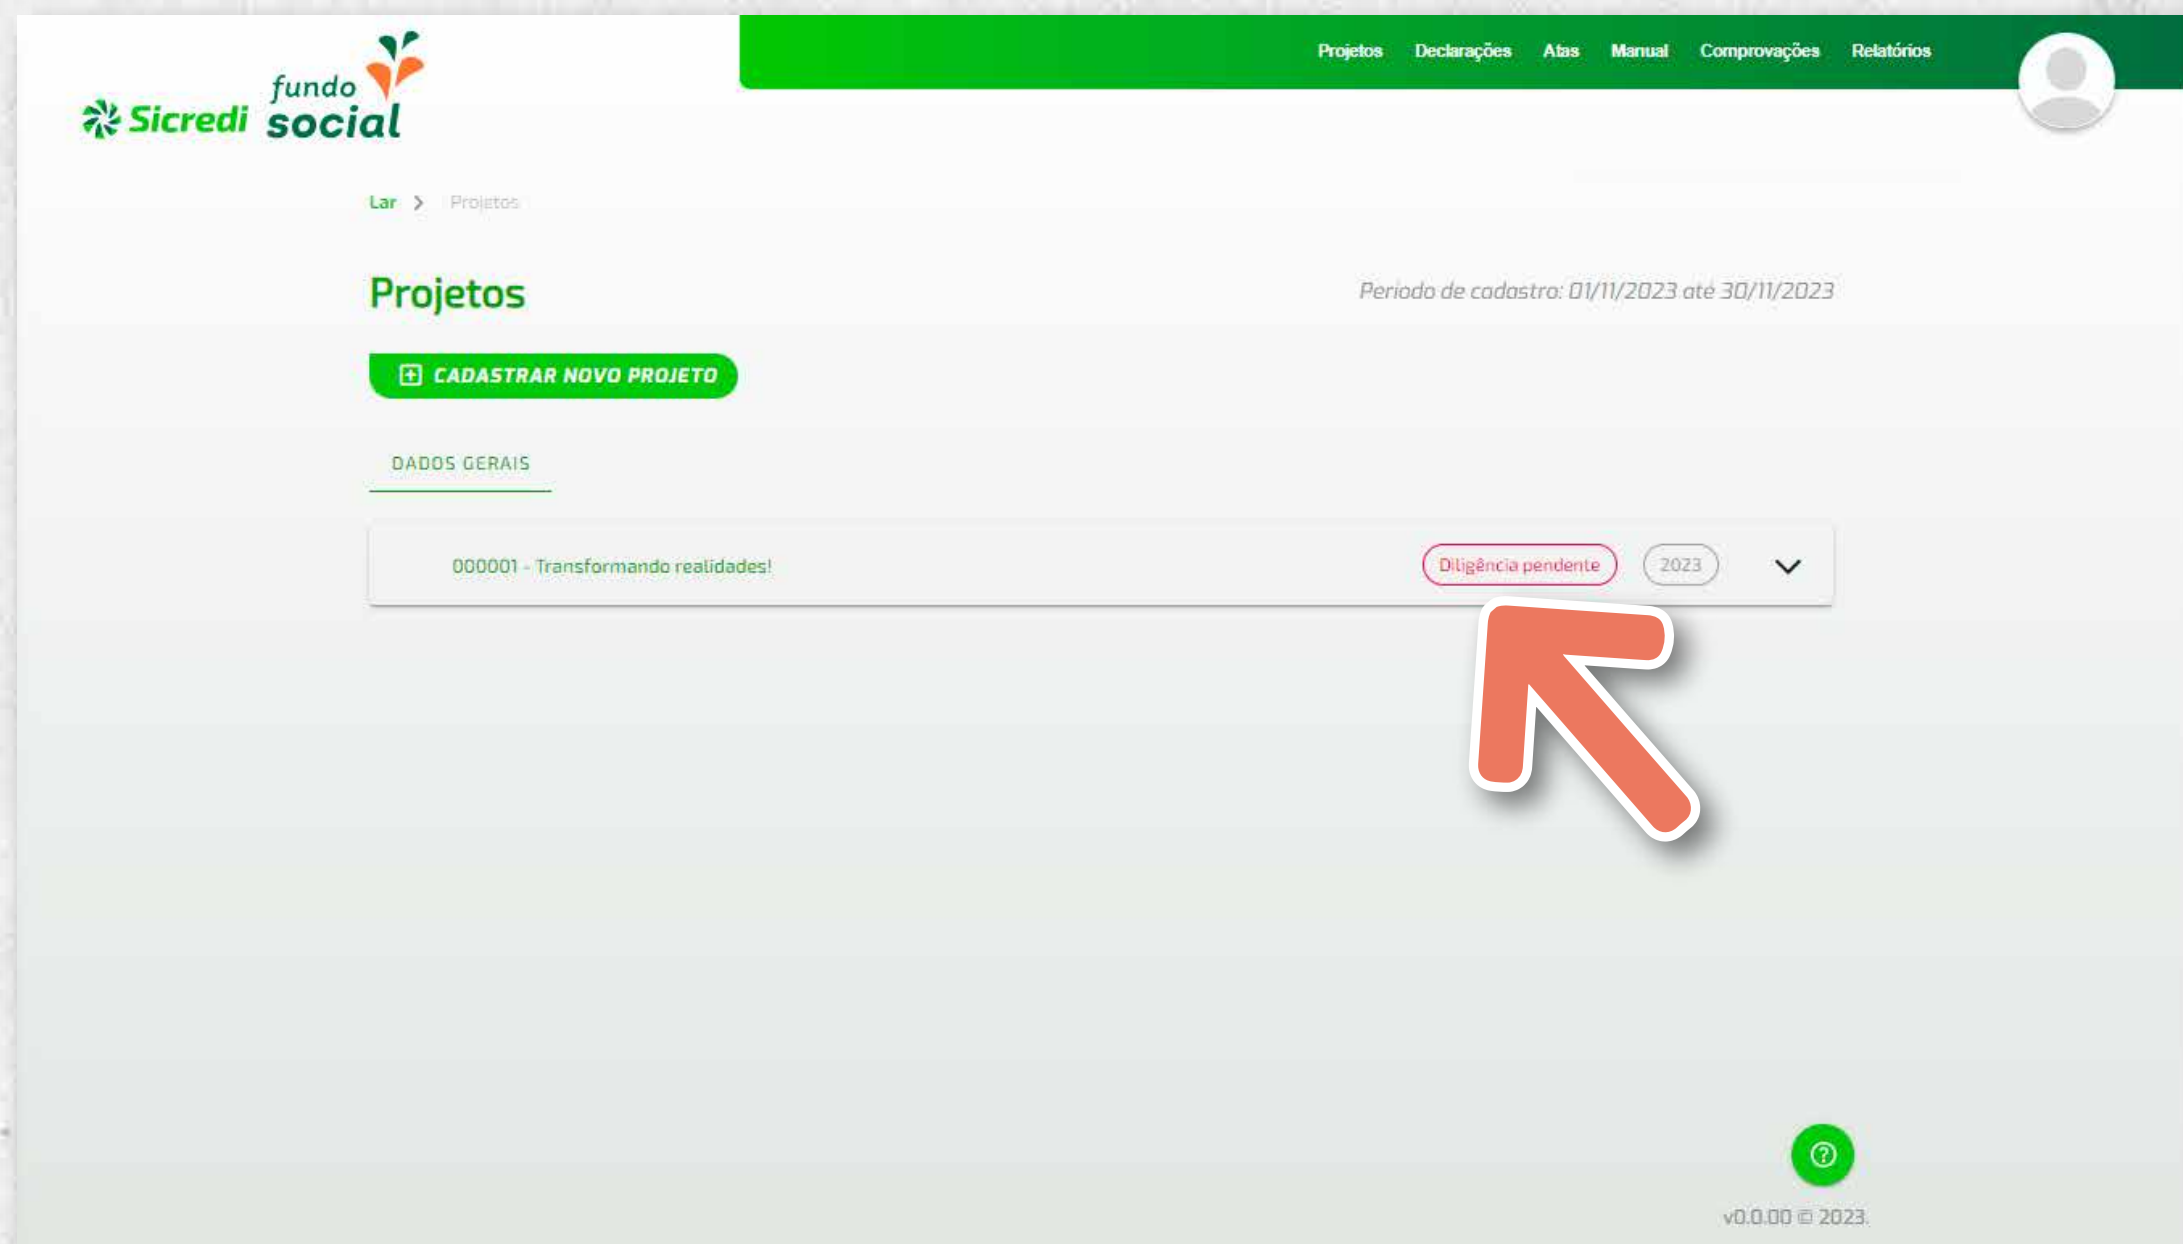 Sicredi
fundo
social
Projetos Declarações Atas Manual Comprovações Relatórios
Lar > Projetos
Projetos
Período de cadastro: 01/11/2023 até 30/11/2023
CADASTRAR NOVO PROJETO
DADOS GERAIS
000001 - Transformando realidades!
Diligência pendente
2023
v0.0.00 © 2023.